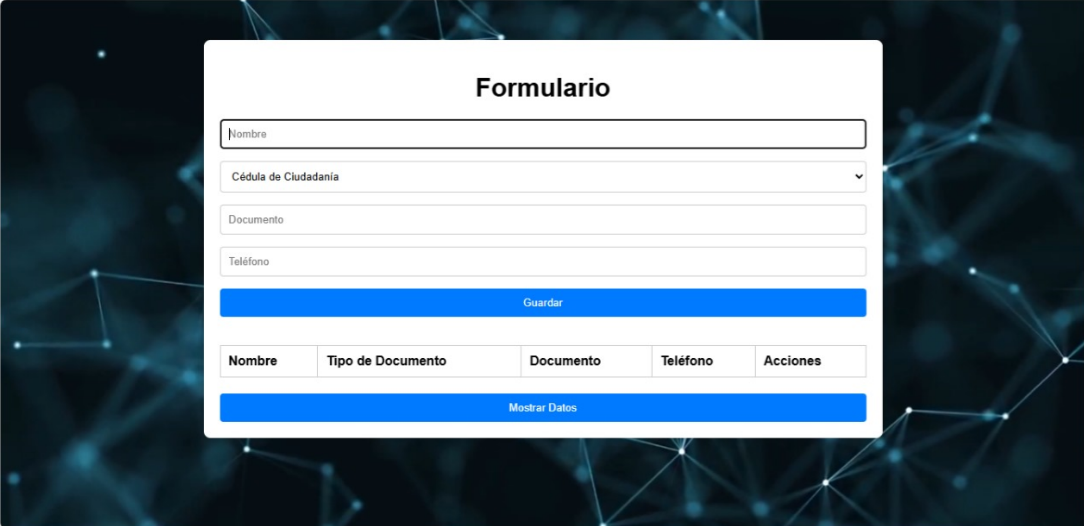 Formulario
Nombre
Cédula de Ciudadanía
Documento
Teléfono
Guardar
Nombre Tipo de Documento Documento Teléfono Acciones
Mostrar Datos